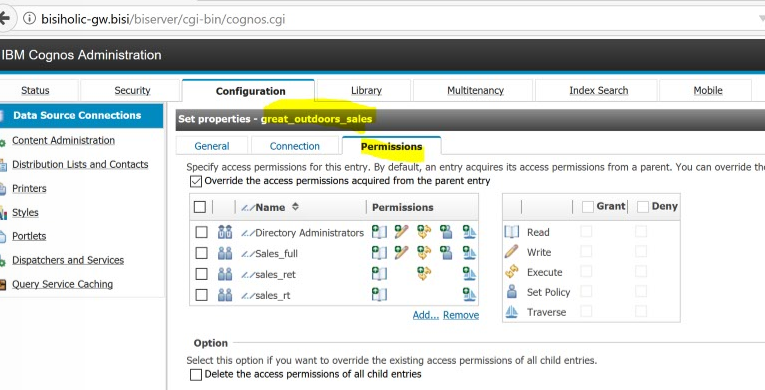 bisiholic-gw.bisi/biserver/cgi-bin/cognos.cgi
IBM Cognos Administration
Status Security Configuration Library Multitenancy Index Search Mobile
Data Source Connections
Content Administration
Distribution Lists and Contacts
Printers
Styles
Portlets
Dispatchers and Services
Query Service Caching
Set properties - great_outdoors_sales
General Connection Permissions
Specify access permissions for this entry. By default, an entry acquires its access permissions from a parent. You can override the
Override the access permissions acquired from the parent entry
Name Permissions
Directory Administrators
Sales_full
sales_ret
sales_rt
Add... Remove
Grant Deny
Read
Write
Execute
Set Policy
Traverse
Option
Select this option if you want to override the existing access permissions of all child entries.
Delete the access permissions of all child entries